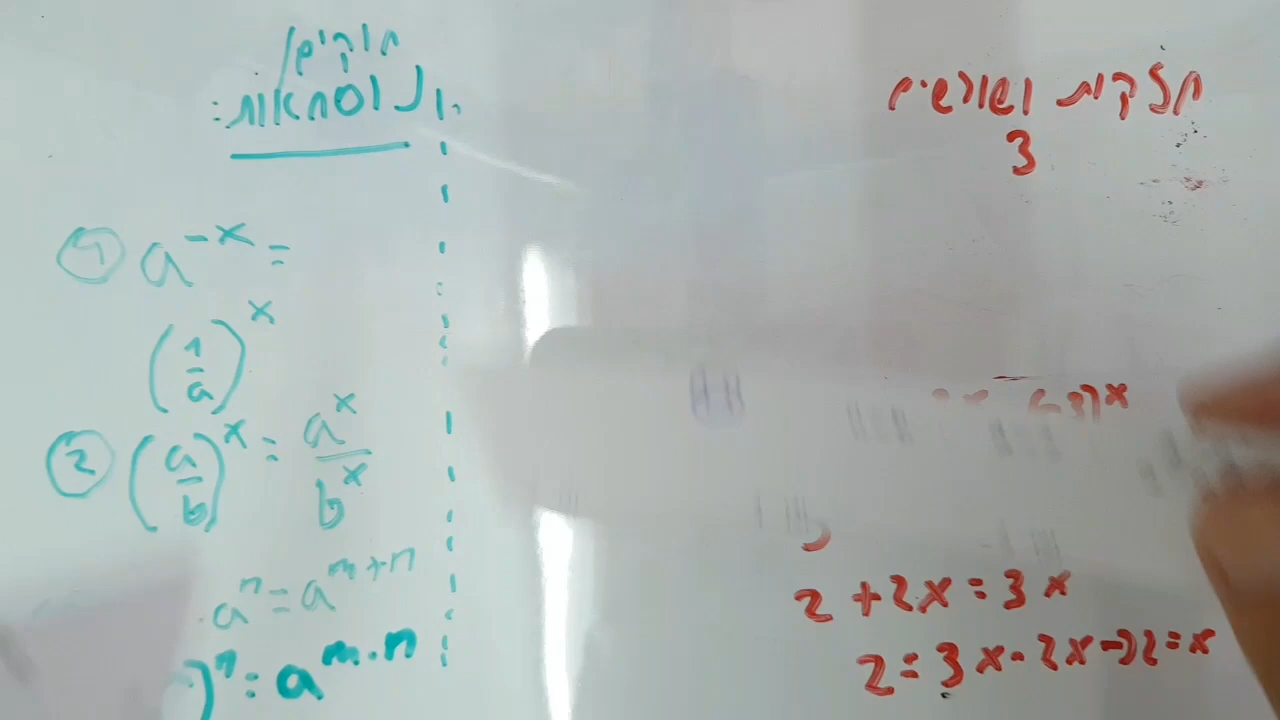 חזקות ושורשים
3
2+2x=3x
2=3x-2x->2=x
חוקים/
נוסחאות:
① a^{-x}=
(1/a)^x
② (a/b)^x = a^x/b^x
·a^n=a^{m+n}
)^n=a^{m·n}